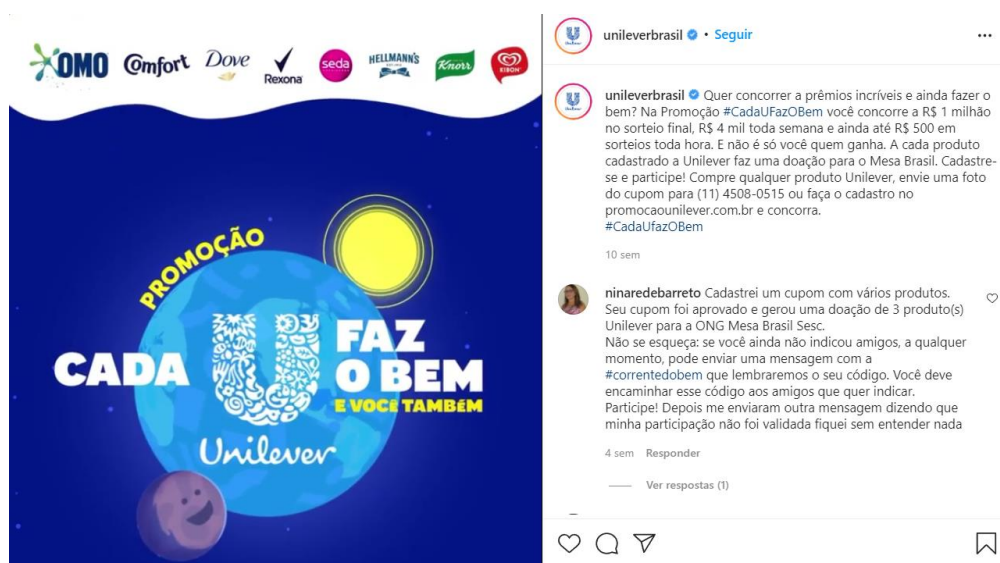 OMO
Comfort
Dove
Rexona
seda
HELLMANN'S
Knorr
KIBON
PROMOÇÃO
CADA
U
FAZ
O BEM
E VOCÊ TAMBÉM
Unilever
unileverbrasil • Seguir
unileverbrasil Quer concorrer a prêmios incríveis e ainda fazer o
bem? Na Promoção #CadaUFazOBem você concorre a R$ 1 milhão
no sorteio final, R$ 4 mil toda semana e ainda até R$ 500 em
sorteios toda hora. E não é só você quem ganha. A cada produto
cadastrado a Unilever faz uma doação para o Mesa Brasil. Cadastre-
se e participe! Compre qualquer produto Unilever, envie uma foto
do cupom para (11) 4508-0515 ou faça o cadastro no
promocaounilever.com.br e concorra.
#CadaUfazOBem
10 sem
ninaredebarreto Cadastrei um cupom com vários produtos.
Seu cupom foi aprovado e gerou uma doação de 3 produto(s)
Unilever para a ONG Mesa Brasil Sesc.
Não se esqueça: se você ainda não indicou amigos, a qualquer
momento, pode enviar uma mensagem com a
#correntedobem que lembraremos o seu código. Você deve
encaminhar esse código aos amigos que quer indicar.
Participe! Depois me enviaram outra mensagem dizendo que
minha participação não foi validada fiquei sem entender nada
4 sem Responder
Ver respostas (1)